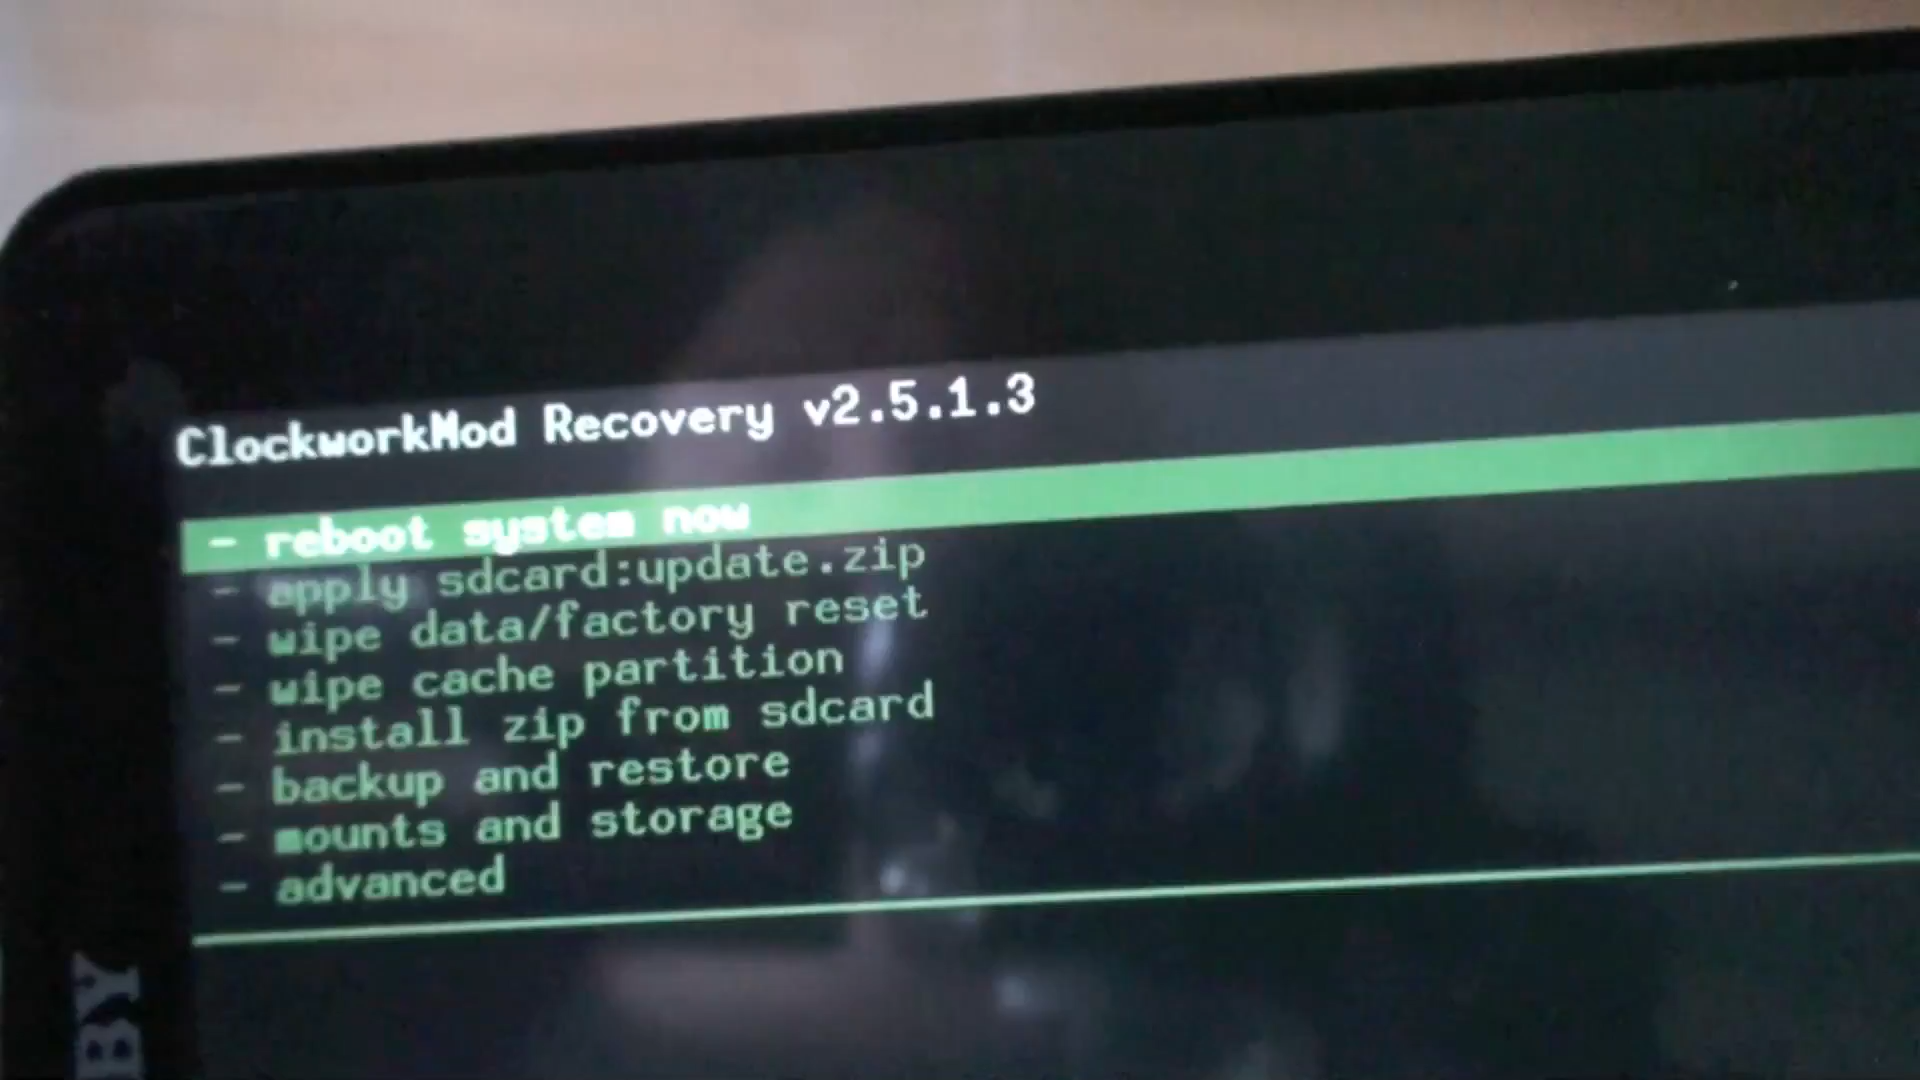 ClockworkMod Recovery v2.5.1.3
- reboot system now
- apply sdcard:update.zip
- wipe data/factory reset
- wipe cache partition
- install zip from sdcard
- backup and restore
- mounts and storage
- advanced
BY